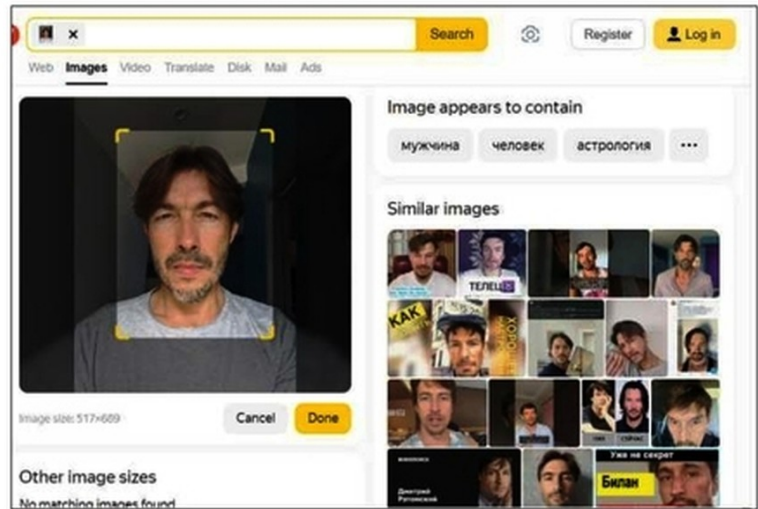 Search
Register
Log in
Web Images Video Translate Disk Mail Ads
Image appears to contain
мужчина человек астрология ...
Similar images
ТЕЛЕЦ
КАК
сейчас
Image size: 517×689
Cancel Done
Уже не секрет
Билан
Дмитрий
Other image sizes
No matching images found